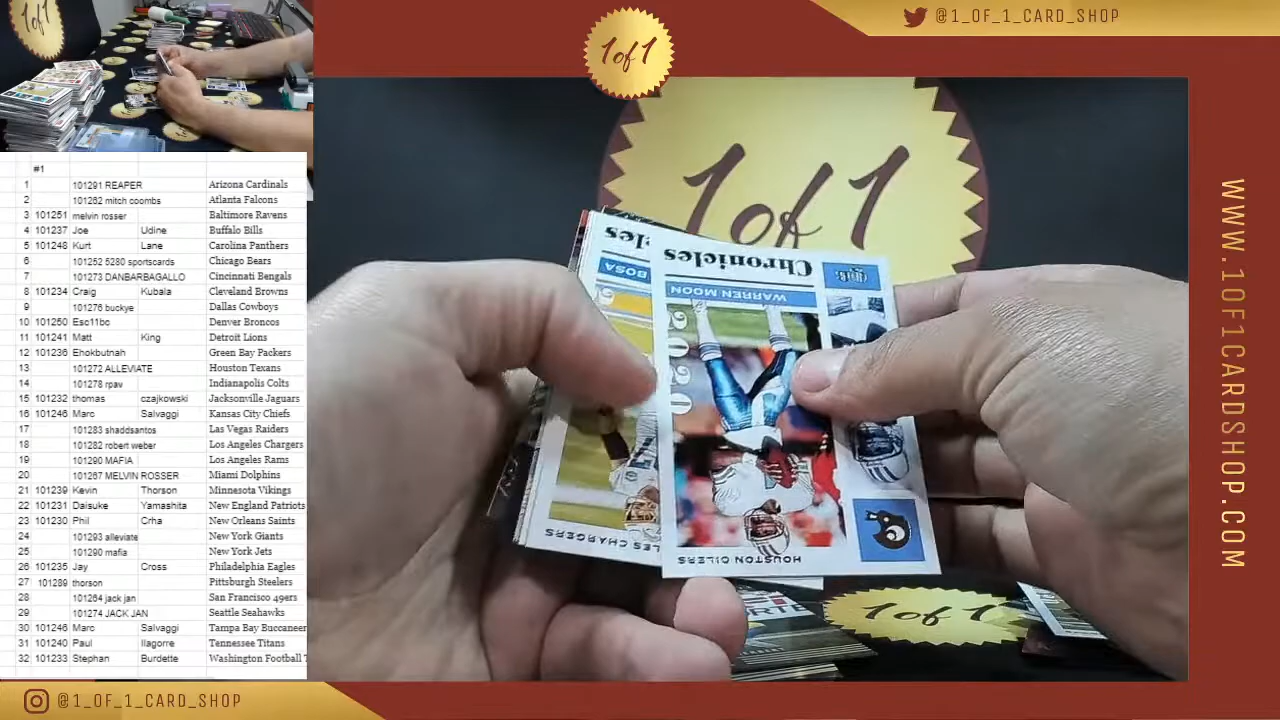 1of1
1of1
@1_OF_1_CARD_SHOP
#1
1 101291 REAPER Arizona Cardinals
2 101262 mitch coombs Atlanta Falcons
3 101251 melvin rosser Baltimore Ravens
4 101237 Joe Udine Buffalo Bills
5 101248 Kurt Lane Carolina Panthers
6 101252 5280 sportscards Chicago Bears
7 101273 DANBARBAGALLO Cincinnati Bengals
8 101234 Craig Kubala Cleveland Browns
9 101276 buckye Dallas Cowboys
10 101250 Esc11bo Denver Broncos
11 101241 Matt King Detroit Lions
12 101236 Ehokbutnah Green Bay Packers
13 101272 ALLEVIATE Houston Texans
14 101278 rpav Indianapolis Colts
15 101232 thomas czajkowski Jacksonville Jaguars
16 101246 Marc Salvaggi Kansas City Chiefs
17 101283 shaddsantos Las Vegas Raiders
18 101282 robert weber Los Angeles Chargers
19 101290 MAFIA Los Angeles Rams
20 101267 MELVIN ROSSER Miami Dolphins
21 101239 Kevin Thorson Minnesota Vikings
22 101231 Daisuke Yamashita New England Patriots
23 101230 Phil Crha New Orleans Saints
24 101293 alleviate New York Giants
25 101290 mafia New York Jets
26 101235 Jay Cross Philadelphia Eagles
27 101289 thorson Pittsburgh Steelers
28 101264 jack jan San Francisco 49ers
29 101274 JACK JAN Seattle Seahawks
30 101246 Marc Salvaggi Tampa Bay Buccaneer
31 101240 Paul Ilagorre Tennessee Titans
32 101233 Stephan Burdette Washington Football T
1of1
Chronicles
WARREN MOON
2020
HOUSTON OILERS
cles
BOSA
LES CHARGERS
1of1
WWW.1OF1CARDSHOP.COM
@1_OF_1_CARD_SHOP